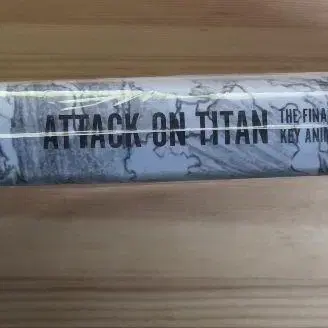 ATTACK ON TITAN
THE FINA
KEY ANI